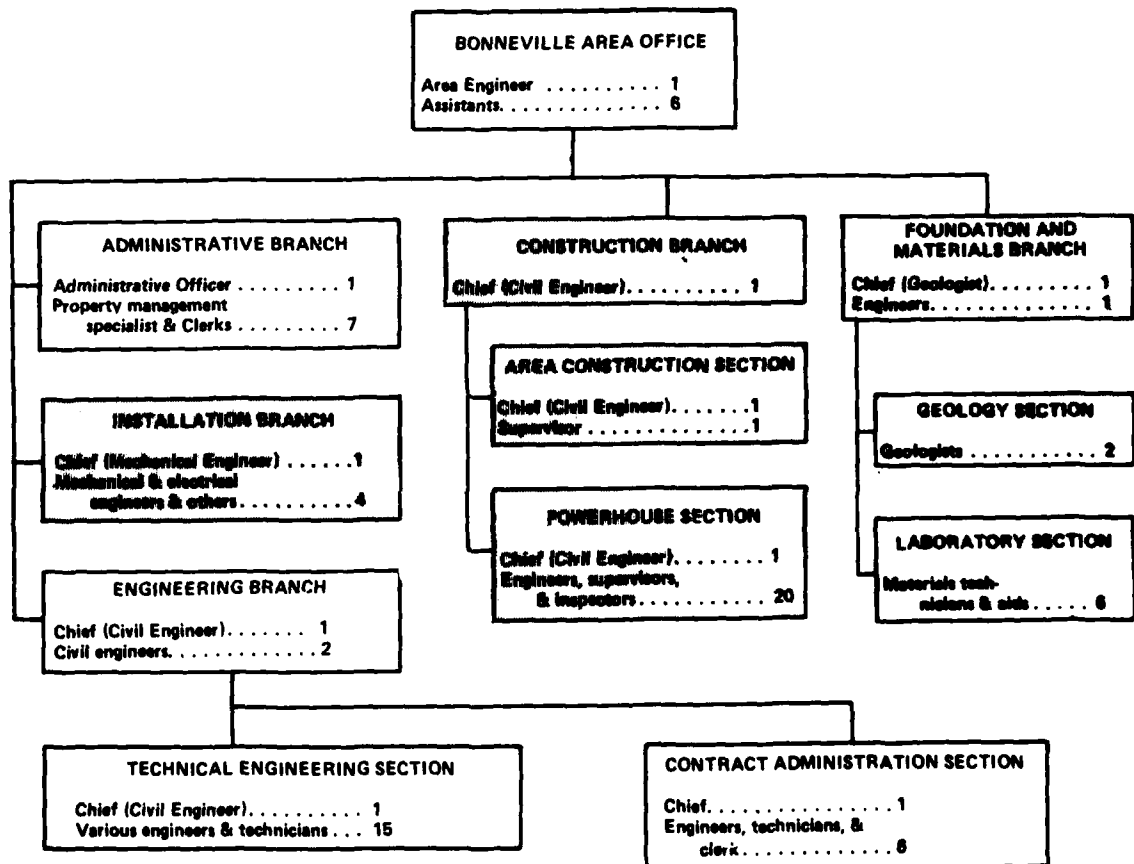 BONNEVILLE AREA OFFICE
Area Engineer . . . . . . . . . . 1
Assistants. . . . . . . . . . . . . . 6
ADMINISTRATIVE BRANCH
Administrative Officer . . . . . . . . . 1
Property management
specialist & Clerks . . . . . . . . . 7
CONSTRUCTION BRANCH
Chief (Civil Engineer). . . . . . . . . . 1
FOUNDATION AND
MATERIALS BRANCH
Chief (Geologist). . . . . . . . . 1
Engineers. . . . . . . . . . . . . . 1
AREA CONSTRUCTION SECTION
Chief (Civil Engineer). . . . . . . 1
Supervisor . . . . . . . . . . . . . . 1
INSTALLATION BRANCH
Chief (Mechanical Engineer) . . . . . . 1
Mechanical & electrical
engineers & others . . . . . . . . . . 4
GEOLOGY SECTION
Geologists . . . . . . . . . . . 2
POWERHOUSE SECTION
Chief (Civil Engineer). . . . . . . . 1
Engineers, supervisors,
& inspectors . . . . . . . . . . . 20
LABORATORY SECTION
Materials tech-
nicians & aids . . . . . 6
ENGINEERING BRANCH
Chief (Civil Engineer). . . . . . . 1
Civil engineers. . . . . . . . . . . . 2
TECHNICAL ENGINEERING SECTION
Chief (Civil Engineer). . . . . . . . . 1
Various engineers & technicians . . . 15
CONTRACT ADMINISTRATION SECTION
Chief. . . . . . . . . . . . . . . . 1
Engineers, technicians, &
clerk . . . . . . . . . . . . .